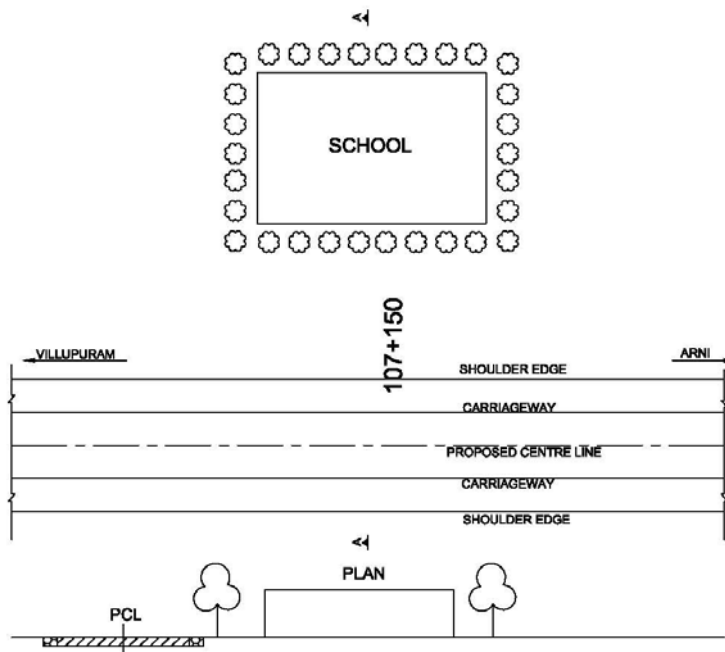 A
SCHOOL
107+150
VILLUPURAM
ARNI
SHOULDER EDGE
CARRIAGEWAY
PROPOSED CENTRE LINE
CARRIAGEWAY
SHOULDER EDGE
A
PLAN
PCL